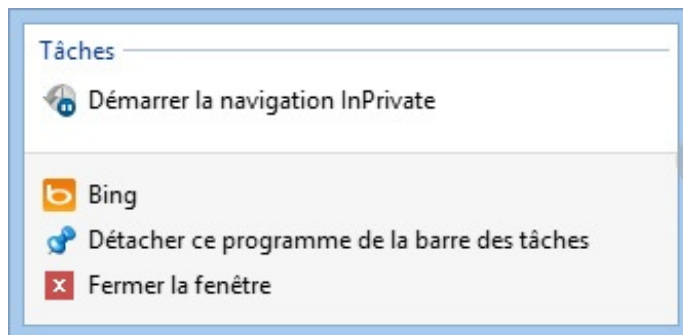 Tâches
Démarrer la navigation InPrivate
Bing
Détacher ce programme de la barre des tâches
Fermer la fenêtre